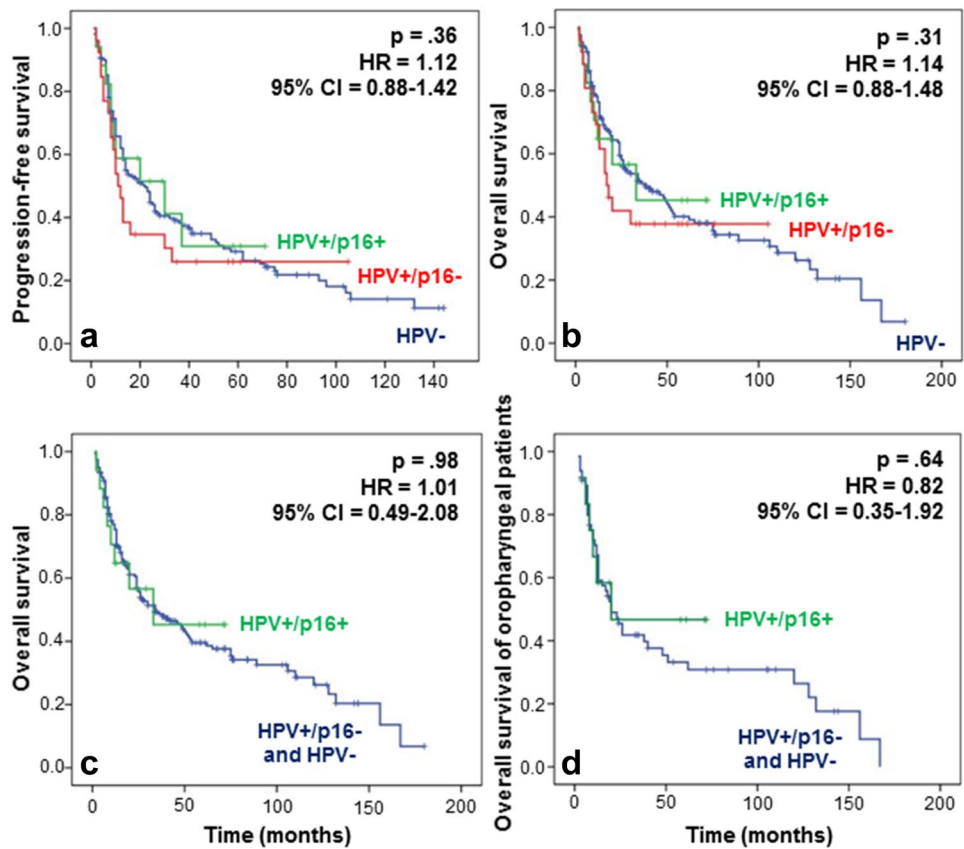 Progression-free survival
1.0
0.8
0.6
0.4
0.2
0.0
p = .36
HR = 1.12
95% CI = 0.88-1.42
HPV+/p16+
HPV+/p16-
HPV-
a
0 20 40 60 80 100 120 140
Overall survival
1.0
0.8
0.6
0.4
0.2
0.0
p = .31
HR = 1.14
95% CI = 0.88-1.48
HPV+/p16+
HPV+/p16-
HPV-
b
0 50 100 150 200
Overall survival
1.0
0.8
0.6
0.4
0.2
0.0
p = .98
HR = 1.01
95% CI = 0.49-2.08
HPV+/p16+
HPV+/p16-
and HPV-
c
0 50 100 150 200
Time (months)
Overall survival of oropharyngeal patients
1.0
0.8
0.6
0.4
0.2
0.0
p = .64
HR = 0.82
95% CI = 0.35-1.92
HPV+/p16+
HPV+/p16-
and HPV-
d
0 50 100 150 200
Time (months)